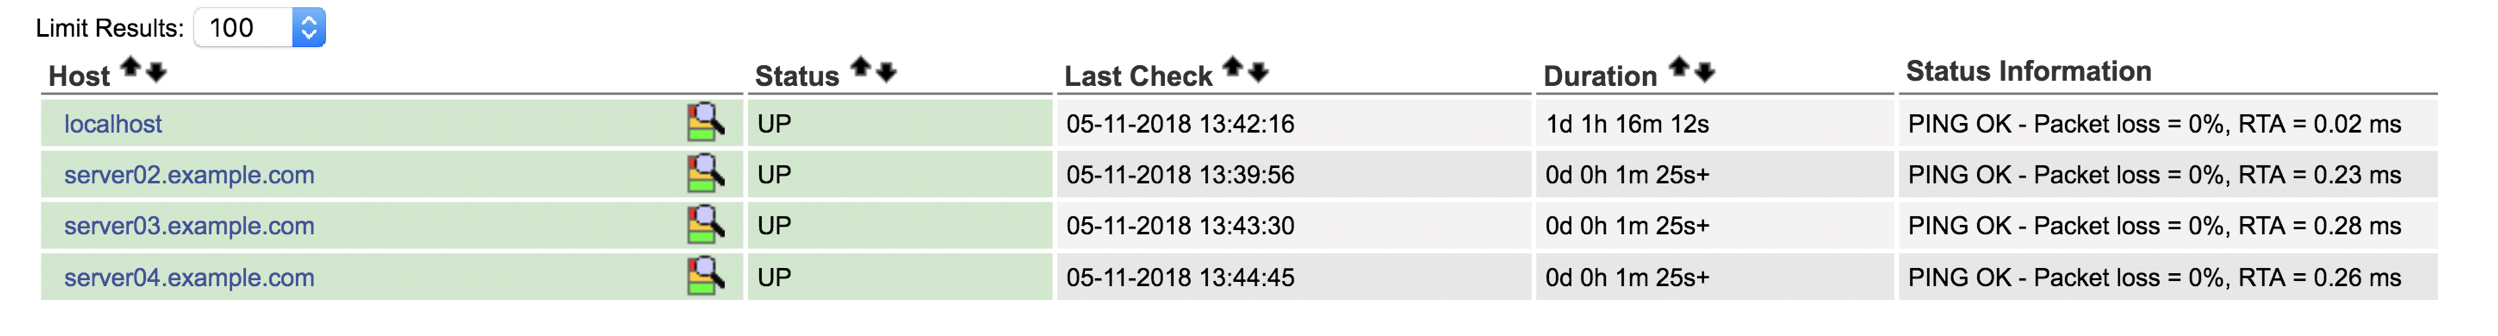 Limit Results: 100
Host Status Last Check Duration Status Information
localhost UP 05-11-2018 13:42:16 1d 1h 16m 12s PING OK - Packet loss = 0%, RTA = 0.02 ms
server02.example.com UP 05-11-2018 13:39:56 0d 0h 1m 25s+ PING OK - Packet loss = 0%, RTA = 0.23 ms
server03.example.com UP 05-11-2018 13:43:30 0d 0h 1m 25s+ PING OK - Packet loss = 0%, RTA = 0.28 ms
server04.example.com UP 05-11-2018 13:44:45 0d 0h 1m 25s+ PING OK - Packet loss = 0%, RTA = 0.26 ms